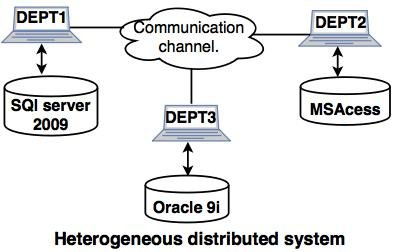 DEPT1
Communication
channel.
DEPT2
SQl server
2009
DEPT3
MSAcess
Oracle 9i
Heterogeneous distributed system